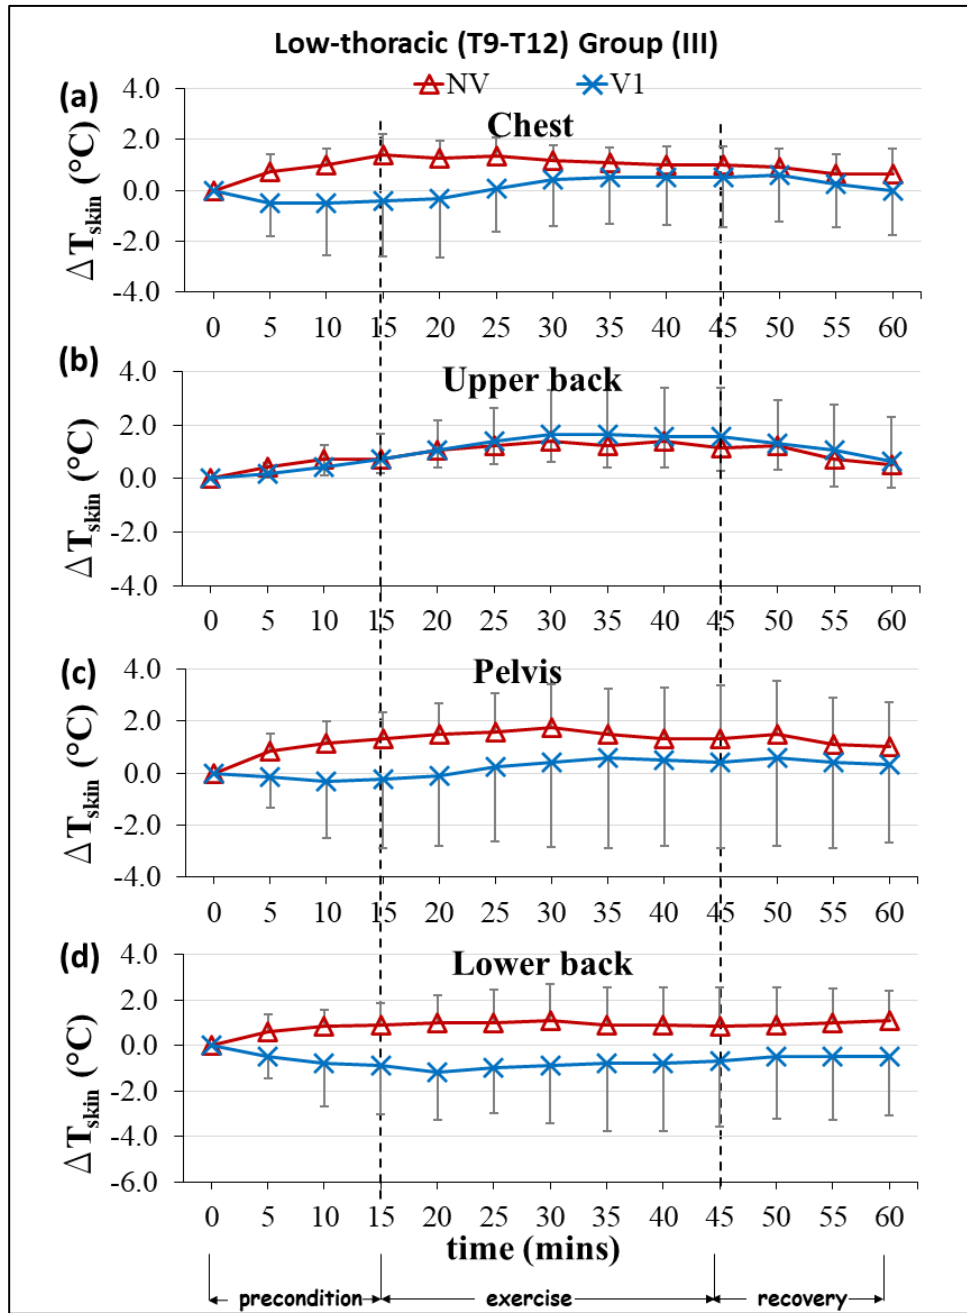 Low-thoracic (T9-T12) Group (III)
NV V1
(a) Chest
ΔTskin (°C)
4.0
2.0
0.0
-2.0
-4.0
0 5 10 15 20 25 30 35 40 45 50 55 60
(b) Upper back
ΔTskin (°C)
4.0
2.0
0.0
-2.0
-4.0
0 5 10 15 20 25 30 35 40 45 50 55 60
(c) Pelvis
ΔTskin (°C)
4.0
2.0
0.0
-2.0
-4.0
0 5 10 15 20 25 30 35 40 45 50 55 60
(d) Lower back
ΔTskin (°C)
4.0
2.0
0.0
-2.0
-4.0
-6.0
0 5 10 15 20 25 30 35 40 45 50 55 60
time (mins)
precondition exercise recovery